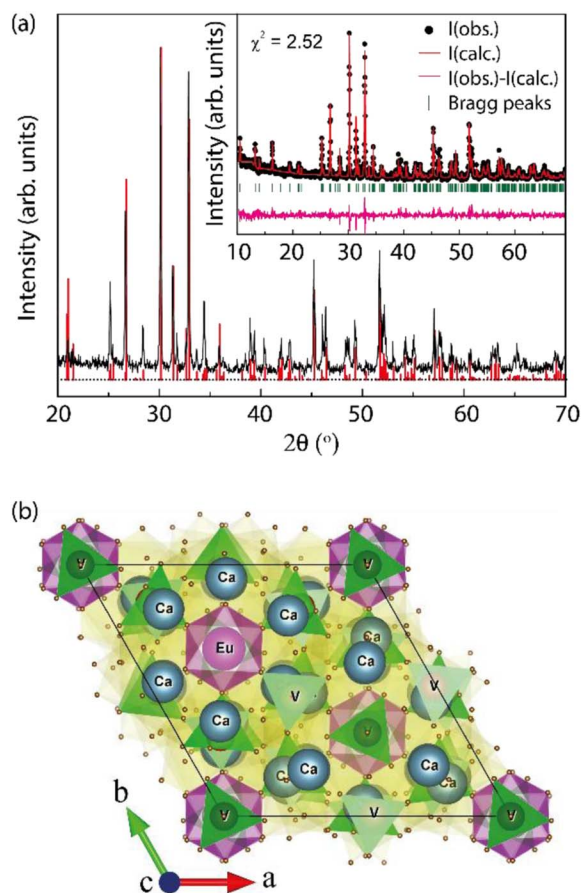 (a)
χ² = 2.52
I(obs.)
I(calc.)
I(obs.)-I(calc.)
Bragg peaks
Intensity (arb. units)
10 20 30 40 50 60
Intensity (arb. units)
20 30 40 50 60 70
2θ (°)
(b)
V
V
Ca
Ca
Ca
Ca
Eu
Ca
Ca
V
V
Ca
V
Ca
Ca
Ca
Ca
Ca
V
V
V
b
c
a